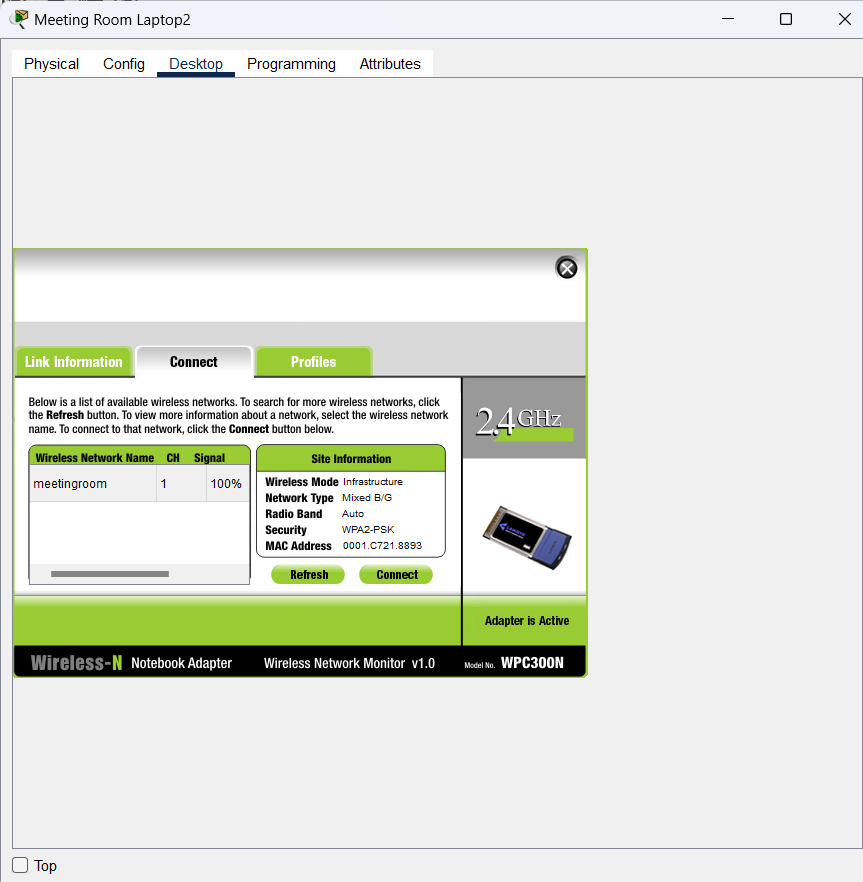 Meeting Room Laptop2
Physical Config Desktop Programming Attributes
Link Information Connect Profiles
Below is a list of available wireless networks. To search for more wireless networks, click
the Refresh button. To view more information about a network, select the wireless network
name. To connect to that network, click the Connect button below.
2.4GHz
Wireless Network Name CH Signal
meetingroom 1 100%
Site Information
Wireless Mode Infrastructure
Network Type Mixed B/G
Radio Band Auto
Security WPA2-PSK
MAC Address 0001.C721.8893
Refresh Connect
Adapter is Active
Wireless-N Notebook Adapter Wireless Network Monitor v1.0 Model No. WPC300N
Top